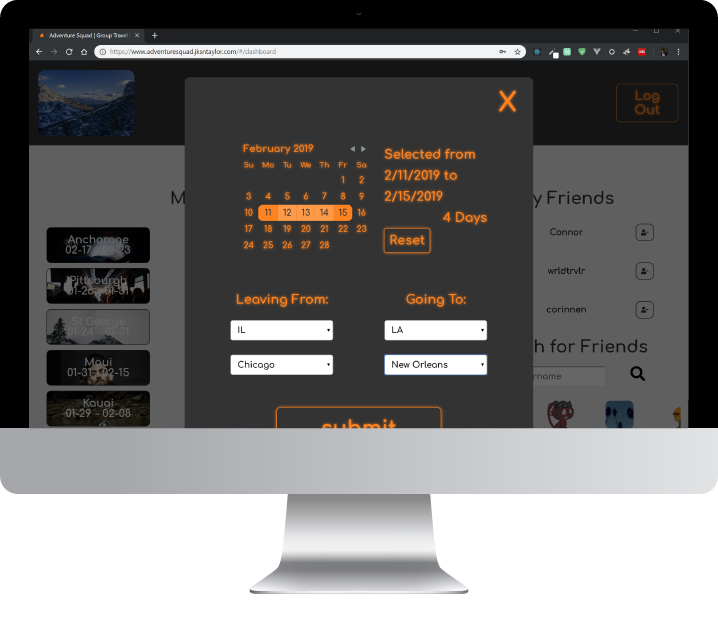 Adventure Squad | Group Travel
https://www.adventuresquad.jksntaylor.com/#/dashboard
Log
Out
X
February 2019
Su Mo Tu We Th Fr Sa
1 2
3 4 5 6 7 8 9
10 11 12 13 14 15 16
17 18 19 20 21 22 23
24 25 26 27 28
Selected from
2/11/2019 to
2/15/2019
4 Days
Reset
Leaving From:
Going To:
IL
LA
Chicago
New Orleans
submit
M
Anchorage
02-17 - 02-23
Pittsburgh
01-26 - 01-31
St George
01-24 - 01-31
Maui
01-31 - 02-15
Kauai
01-29 - 02-08
y Friends
Connor
wrldtrvlr
corinnen
h for Friends
rname